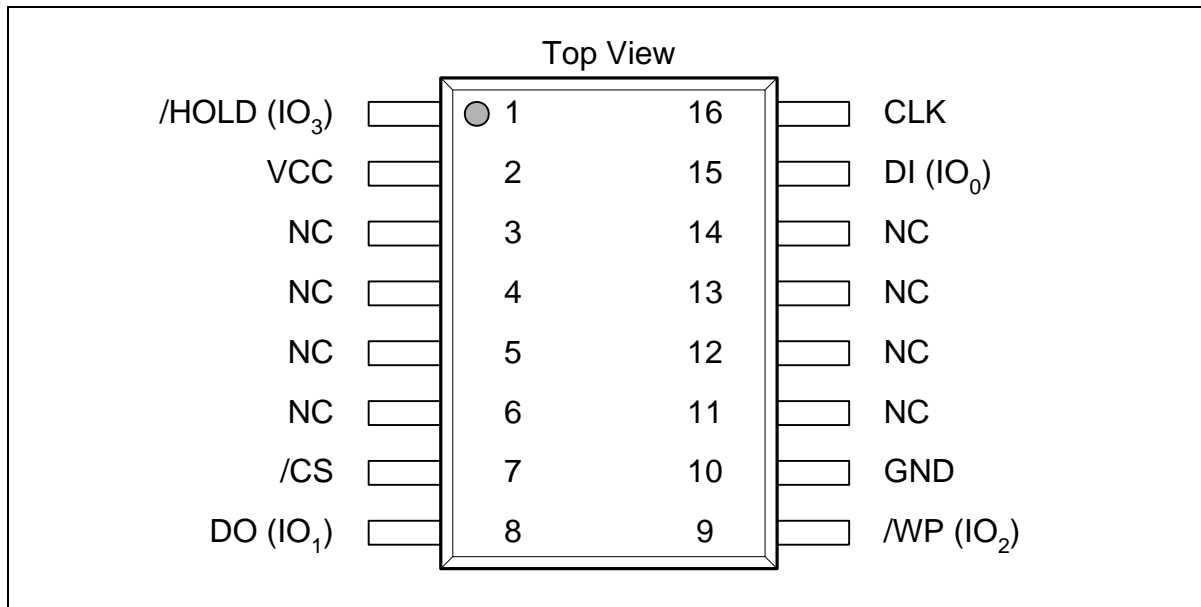 Top View
/HOLD (IO₃) 1 16 CLK
VCC 2 15 DI (IO₀)
NC 3 14 NC
NC 4 13 NC
NC 5 12 NC
NC 6 11 NC
/CS 7 10 GND
DO (IO₁) 8 9 /WP (IO₂)